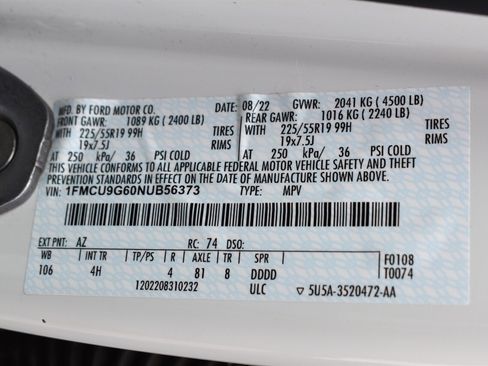 MFD. BY FORD MOTOR CO. DATE: 08/22 GVWR: 2041 KG ( 4500 LB)
FRONT GAWR: 1089 KG ( 2400 LB) REAR GAWR: 1016 KG ( 2240 LB)
WITH 225/55R19 99H TIRES WITH 225/55R19 99H TIRES
19x7.5J RIMS 19x7.5J RIMS
AT 250 kPa/ 36 PSI COLD AT 250 kPa/ 36 PSI COLD
THIS VEHICLE CONFORMS TO ALL APPLICABLE FEDERAL MOTOR VEHICLE SAFETY AND THEFT
PREVENTION STANDARDS IN EFFECT ON THE DATE OF MANUFACTURE SHOWN ABOVE.
VIN: 1FMCU9G60NUB56373 TYPE: MPV
EXT PNT: AZ RC: 74 DSO: F0108
WB INT TR TP/PS R AXLE TR SPR T0074
106 4H 4 81 8 DDDD
1202208310232 ULC ▽ 5U5A-3520472-AA